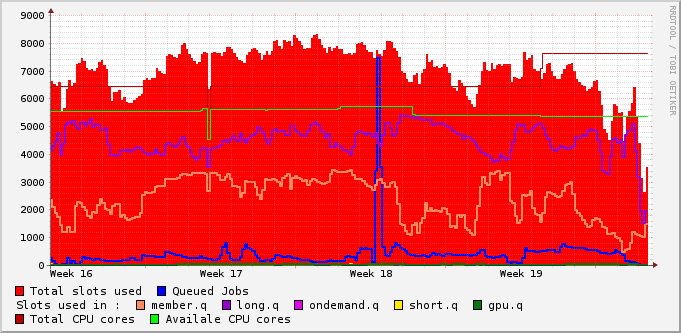 9000
8000
7000
6000
5000
4000
3000
2000
1000
0
Week 16 Week 17 Week 18 Week 19
Total slots used Queued Jobs
Slots used in : member.q long.q ondemand.q short.q gpu.q
Total CPU cores Availale CPU cores
RRDTOOL / TOBI OETIKER